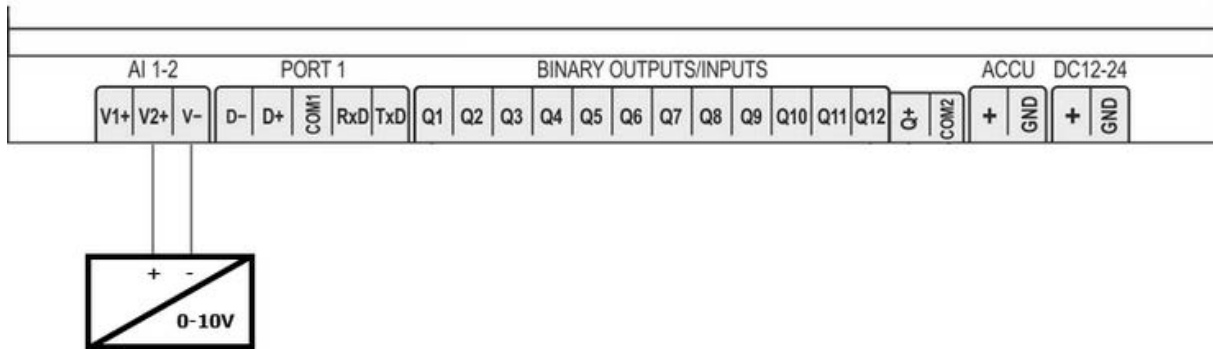 AI 1-2 PORT 1 BINARY OUTPUTS/INPUTS ACCU DC12-24
V1+ V2+ V- D- D+ COM1 RxD TxD Q1 Q2 Q3 Q4 Q5 Q6 Q7 Q8 Q9 Q10 Q11 Q12 Q+ COM2 + GND + GND
+ -
0-10V